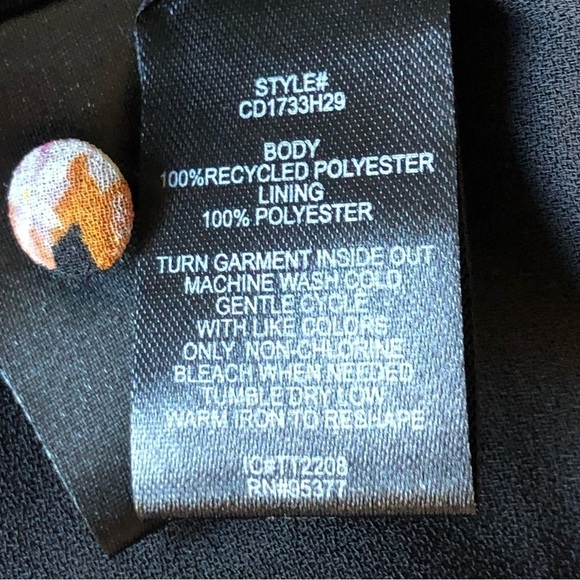 STYLE#
CD1733H29
BODY
100%RECYCLED POLYESTER
LINING
100% POLYESTER
TURN GARMENT INSIDE OUT
MACHINE WASH COLD
GENTLE CYCLE
WITH LIKE COLORS
ONLY NON-CHLORINE
BLEACH WHEN NEEDED
TUMBLE DRY LOW
WARM IRON TO RESHAPE
IC#TT2208
RN#95377